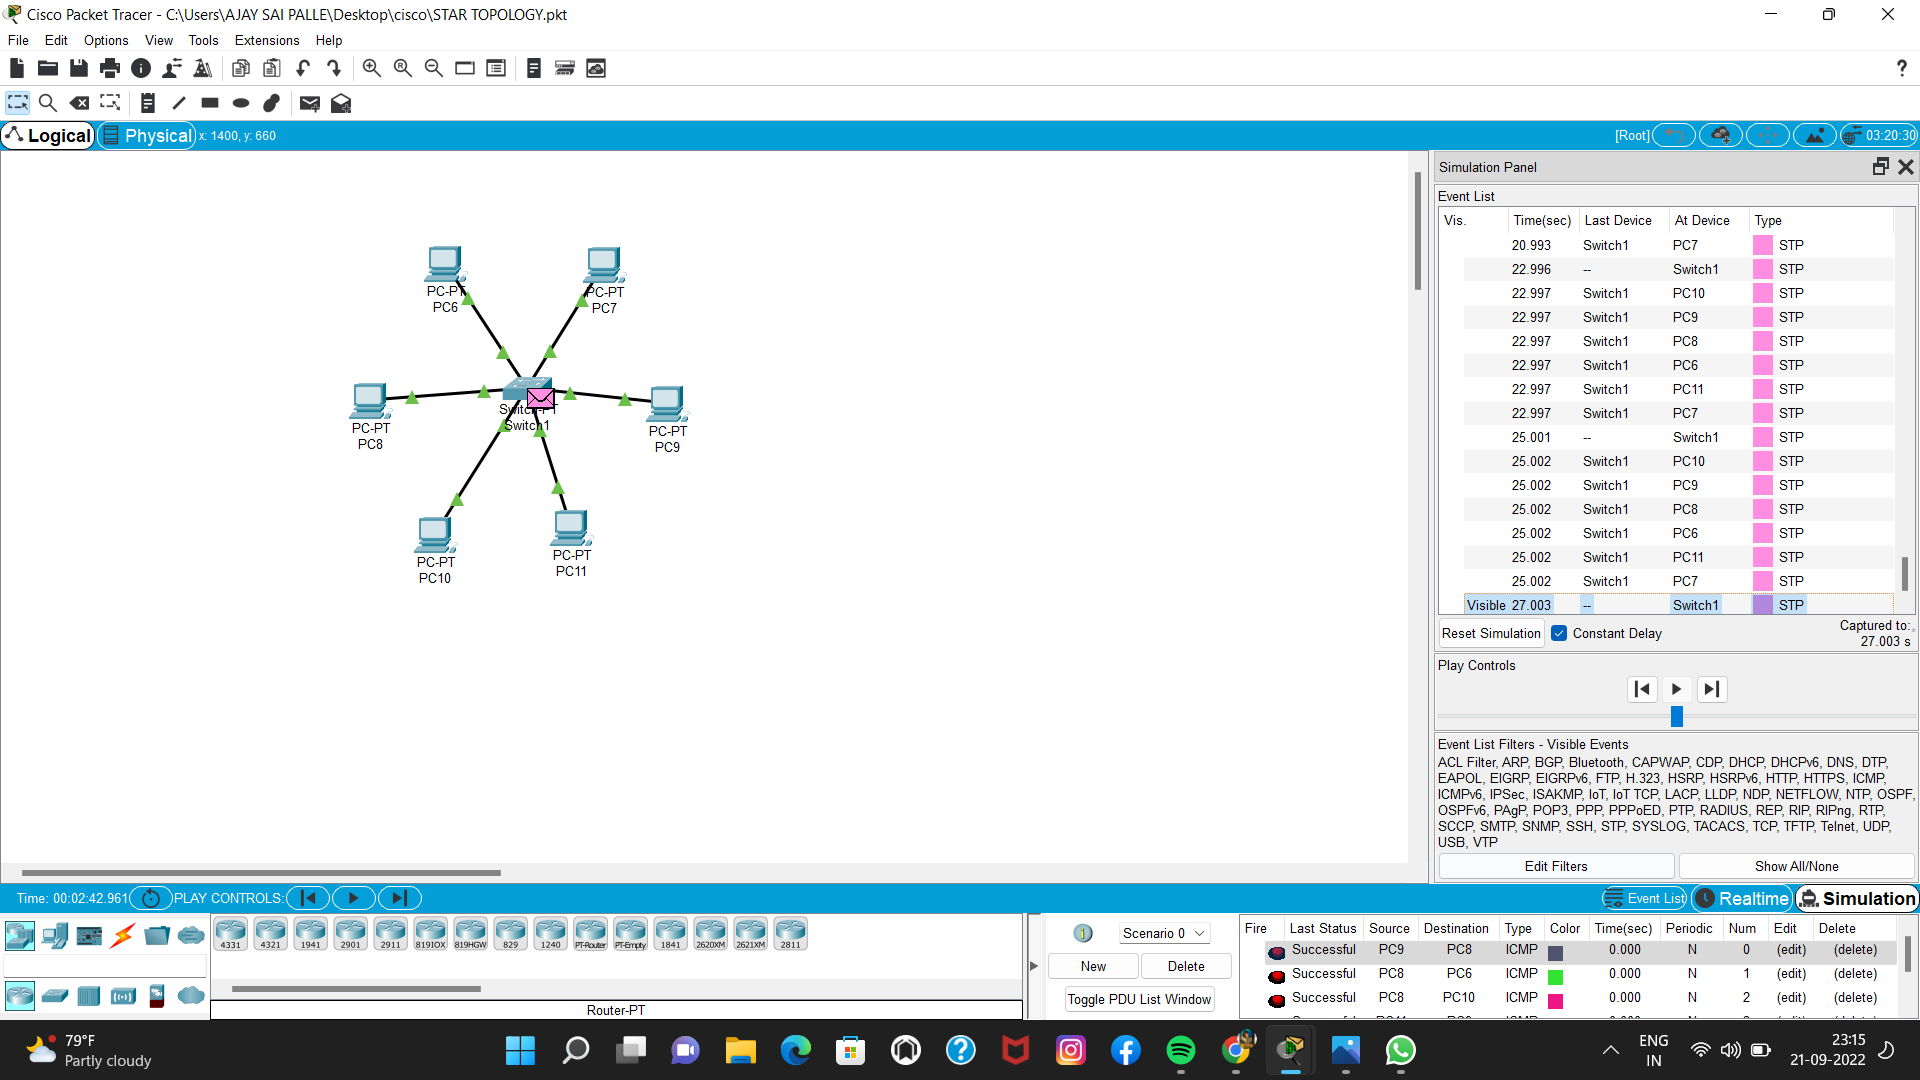 Cisco Packet Tracer - C:\Users\AJAY SAI PALLE\Desktop\cisco\STAR TOPOLOGY.pkt
File Edit Options View Tools Extensions Help
?
Logical Physical x: 1400, y: 660 [Root] 03:20:30
PC-PT
PC6
PC-PT
PC7
PC-PT
PC8
Switch-PT
Switch1
PC-PT
PC9
PC-PT
PC10
PC-PT
PC11
Simulation Panel
Event List
Vis. Time(sec) Last Device At Device Type
20.993 Switch1 PC7 STP
22.996 -- Switch1 STP
22.997 Switch1 PC10 STP
22.997 Switch1 PC9 STP
22.997 Switch1 PC8 STP
22.997 Switch1 PC6 STP
22.997 Switch1 PC11 STP
22.997 Switch1 PC7 STP
25.001 -- Switch1 STP
25.002 Switch1 PC10 STP
25.002 Switch1 PC9 STP
25.002 Switch1 PC8 STP
25.002 Switch1 PC6 STP
25.002 Switch1 PC11 STP
25.002 Switch1 PC7 STP
Visible 27.003 -- Switch1 STP
Reset Simulation Constant Delay Captured to:
27.003 s
Play Controls
Event List Filters - Visible Events
ACL Filter, ARP, BGP, Bluetooth, CAPWAP, CDP, DHCP, DHCPv6, DNS, DTP,
EAPOL, EIGRP, EIGRPv6, FTP, H.323, HSRP, HSRPv6, HTTP, HTTPS, ICMP,
ICMPv6, IPSec, ISAKMP, IoT, IoT TCP, LACP, LLDP, NDP, NETFLOW, NTP, OSPF,
OSPFv6, PAgP, POP3, PPP, PPPoED, PTP, RADIUS, REP, RIP, RIPng, RTP,
SCCP, SMTP, SNMP, SSH, STP, SYSLOG, TACACS, TCP, TFTP, Telnet, UDP,
USB, VTP
Edit Filters Show All/None
Time: 00:02:42.961 PLAY CONTROLS: Event List Realtime Simulation
4331 4321 1941 2901 2911 819IOX 819HGW 829 1240 PT-Router PT-Empty 1841 2620XM 2621XM 2811
Router-PT
1 Scenario 0
New Delete
Toggle PDU List Window
Fire Last Status Source Destination Type Color Time(sec) Periodic Num Edit Delete
Successful PC9 PC8 ICMP 0.000 N 0 (edit) (delete)
Successful PC8 PC6 ICMP 0.000 N 1 (edit) (delete)
Successful PC8 PC10 ICMP 0.000 N 2 (edit) (delete)
79°F
Partly cloudy
ENG
IN
23:15
21-09-2022